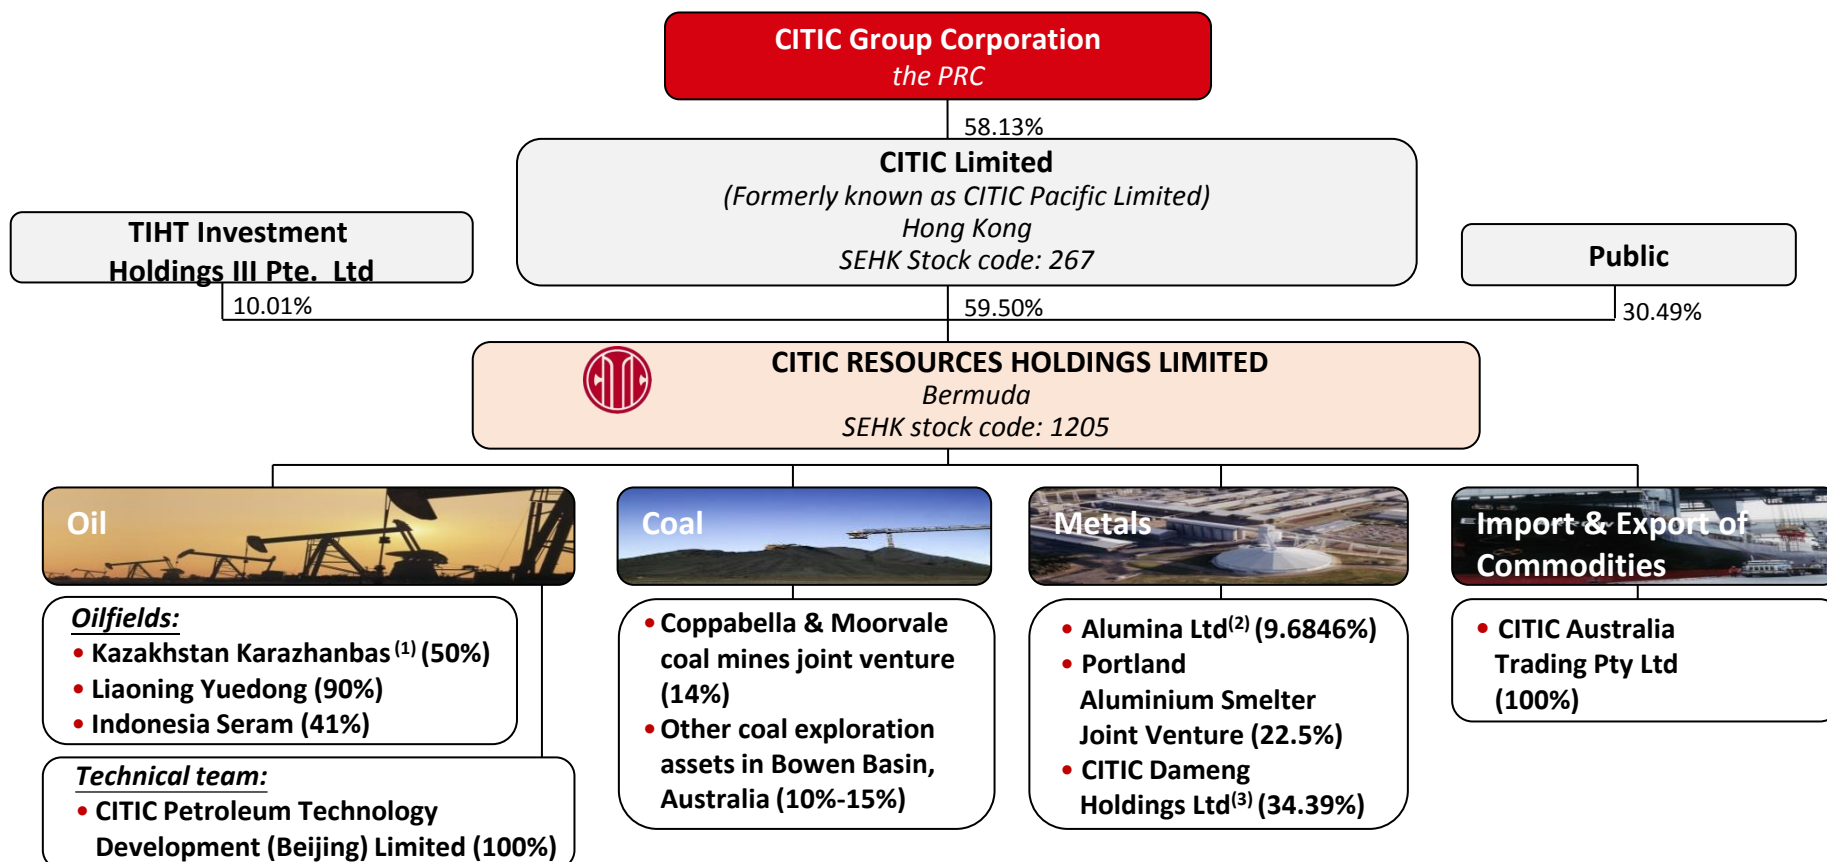 CITIC Group Corporation
the PRC
58.13%
CITIC Limited
(Formerly known as CITIC Pacific Limited)
Hong Kong
SEHK Stock code: 267
TIHT Investment
Holdings III Pte.  Ltd
Public
10.01%
59.50%
30.49%
CITIC
CITIC RESOURCES HOLDINGS LIMITED
Bermuda
SEHK stock code: 1205
Oil
Coal
Metals
Import & Export of
Commodities
Oilfields:
• Kazakhstan Karazhanbas (1) (50%)
• Liaoning Yuedong (90%)
• Indonesia Seram (41%)
Technical team:
• CITIC Petroleum Technology
Development (Beijing) Limited (100%)
• Coppabella & Moorvale
coal mines joint venture
(14%)
• Other coal exploration
assets in Bowen Basin,
Australia (10%-15%)
• Alumina Ltd(2) (9.6846%)
• Portland
Aluminium Smelter
Joint Venture (22.5%)
• CITIC Dameng
Holdings Ltd(3) (34.39%)
• CITIC Australia
Trading Pty Ltd
(100%)